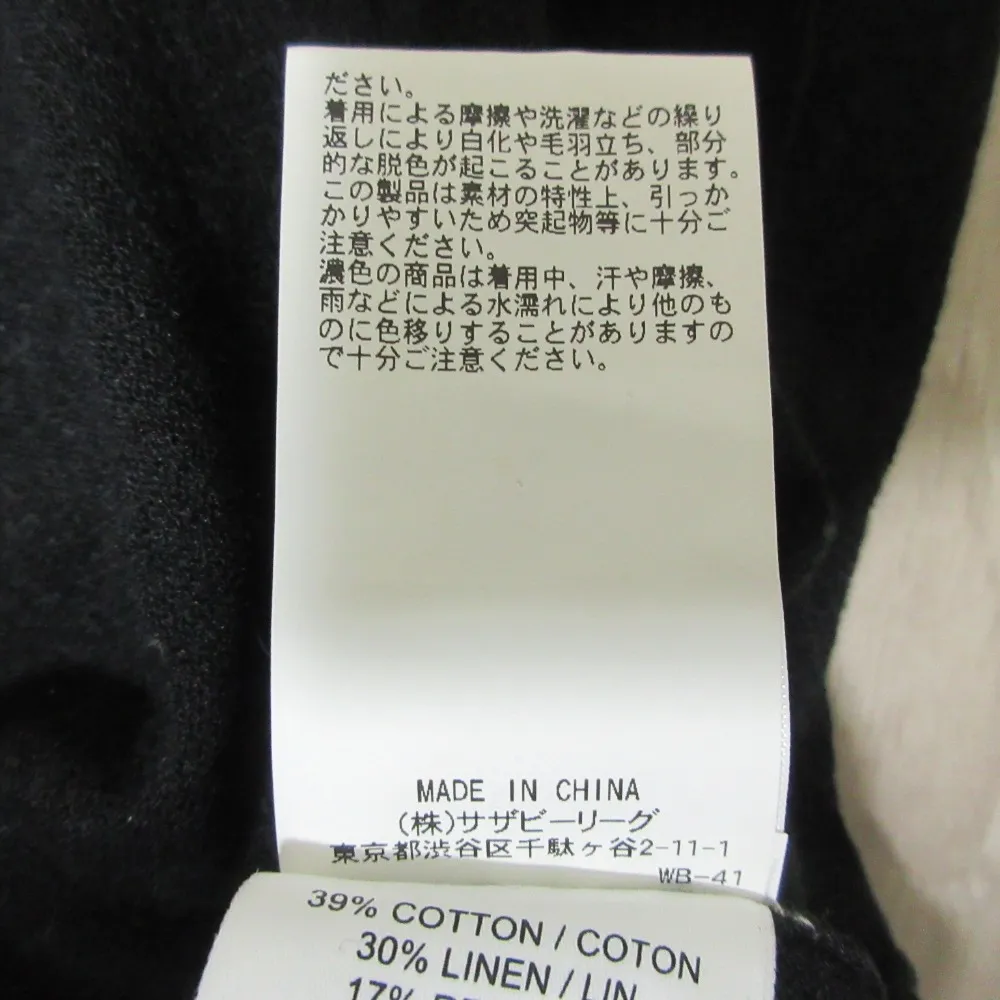 ださい。
着用による摩擦や洗濯などの繰り
返しにより白化や毛羽立ち、部分
的な脱色が起こることがあります。
この製品は素材の特性上、引っか
かりやすいため突起物等に十分ご
注意ください。
濃色の商品は着用中、汗や摩擦、
雨などによる水濡れにより他のも
のに色移りすることがありますの
で十分ご注意ください。
MADE IN CHINA
(株)サザビーリーグ
東京都渋谷区千駄ヶ谷2-11-1
WB-41
39% COTTON / COTON
30% LINEN / LIN
17%